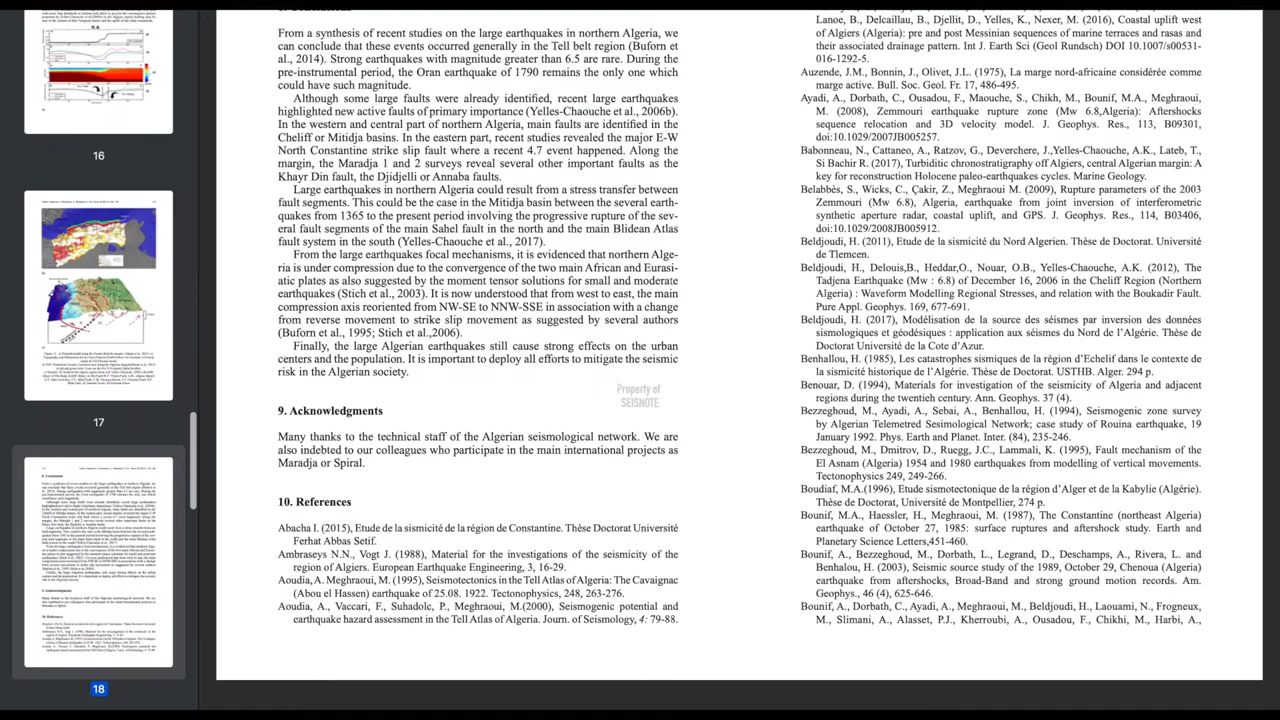 From a synthesis of recent studies on the large earthquakes in northern Algeria, we
can conclude that these events occurred generally in the Tell belt region (Buforn et
al., 2014). Strong earthquakes with magnitude greater than 6.5 are rare. During the
pre-instrumental period, the Oran earthquake of 1790 remains the only one which
could have such magnitude.
Although some large faults were already identified, recent large earthquakes
highlighted new active faults of primary importance (Yelles-Chaouche et al., 2006b).
In the western and central part of northern Algeria, main faults are identified in the
Cheliff or Mitidja basins. In the eastern part, recent studies revealed the major E-W
North Constantine strike slip fault where a recent 4.7 event happened. Along the
margin, the Maradja 1 and 2 surveys reveal several other important faults as the
Khayr Din fault, the Djidjelli or Annaba faults.
Large earthquakes in northern Algeria could result from a stress transfer between
fault segments. This could be the case in the Mitidja basin between the several earth-
quakes from 1365 to the present period involving the progressive rupture of the sev-
eral fault segments of the main Sahel fault in the north and the main Blidean Atlas
fault system in the south (Yelles-Chaouche et al., 2017).
From the large earthquakes focal mechanisms, it is evidenced that northern Alge-
ria is under compression due to the convergence of the two main African and Eurasi-
atic plates as also suggested by the moment tensor solutions for small and moderate
earthquakes (Stich et al., 2003). It is now understood that from west to east, the main
compression axis reoriented from NW-SE to NNW-SSE in association with a change
from reverse movement to strike slip movement as suggested by several authors
(Buforn et al., 1995; Stich et al.,2006).
Finally, the large Algerian earthquakes still cause strong effects on the urban
centers and the population. It is important to deploy all efforts to mitigate the seismic
risk in the Algerian society.
Property of
SEISNOTE
9. Acknowledgments
Many thanks to the technical staff of the Algerian seismological network. We are
also indebted to our colleagues who participate in the main international projects as
Maradja or Spiral.
10. References
Abacha I. (2015), Etude de la sismicité de la région de Constantine. Thèse Doctorat Université
Ferhat Abbas Setif.
Ambraseys N.N., Vogt J. (1988), Material for the investigations of the seismicity of the
region of Algiers. European Earthquake Engineering, 3, 16-29.
Aoudia, A. Meghraoui, M. (1995), Seismotectonics in the Tell Atlas of Algeria: The Cavaignac
(Abou el Hassen) earthquake of 25.08. 1922. Tectonophysics, 248, 263-276.
Aoudia, A., Vaccari, F., Suhadolc, P., Meghraoui, M.(2000), Seismogenic potential and
earthquake hazard assessment in the Tell Atlas of Algeria. Journ. of Seismology, 4: 79-88.
Lanoe, B., Delcaillau, B., Djellit, D., Yelles, K., Nexer, M. (2016), Coastal uplift west
of Algiers (Algeria): pre and post Messinian sequences of marine terraces and rasas and
their associated drainage pattern. Int J. Earth Sci (Geol Rundsch) DOI 10.1007/s00531-
016-1292-5.
Auzende, J.M., Bonnin, J., Olivet, J.L. (1975), La marge nord-africaine considérée comme
marge active. Bull. Soc. Geol. Fr. 17, 486-495.
Ayadi, A., Dorbath, C., Ousadou, F., Maouche, S., Chikh, M., Bounif, M.A., Meghraoui,
M. (2008), Zemmouri earthquake rupture zone (Mw 6.8,Algeria): Aftershocks
sequence relocation and 3D velocity model. J. Geophys. Res., 113, B09301,
doi:10.1029/2007JB005257.
Babonneau, N., Cattaneo, A., Ratzov, G., Deverchere, J.,Yelles-Chaouche, A.K., Lateb, T.,
Si Bachir R. (2017), Turbiditic chronostratigraphy off Algiers, central Algerian margin: A
key for reconstruction Holocene paleo-earthquakes cycles. Marine Geology.
Belabbès, S., Wicks, C., Çakir, Z., Meghraoui M. (2009), Rupture parameters of the 2003
Zemmouri (Mw 6.8), Algeria, earthquake from joint inversion of interferometric
synthetic aperture radar, coastal uplift, and GPS. J. Geophys. Res., 114, B03406,
doi:10.1029/2008JB005912.
Beldjoudi, H. (2011), Etude de la sismicité du Nord Algerien. Thèse de Doctorat. Université
de Tlemcen.
Beldjoudi, H., Delouis,B., Heddar,O., Nouar, O.B., Yelles-Chaouche, A.K. (2012), The
Tadjena Earthquake (Mw : 6.8) of December 16, 2006 in the Cheliff Region (Northern
Algeria) : Waveform Modelling Regional Stresses, and relation with the Boukadir Fault.
Pure Appl. Geophys. 169, 677-691.
Beldjoudi, H. (2017), Modélisation de la source des séismes par inversion des données
sismologiques et géodésiques : application aux séismes du Nord de l'Algérie. Thèse de
Doctorat Université de la Cote d'Azur.
Benhallou, H. (1985), Les catastrophes sismiques de la région d'Echelif dans le contexte de
la sismicité historique de l'Algérie. Thèse de Doctorat. USTHB. Alger. 294 p.
Benouar, D. (1994), Materials for investigation of the seismicity of Algeria and adjacent
regions during the twentieh century. Ann. Geophys. 37 (4).
Bezzeghoud, M., Ayadi, A., Sebai, A., Benhallou, H. (1994), Seismogenic zone survey
by Algerian Telemetred Sesimological Network; case study of Rouina earthquake, 19
January 1992. Phys. Earth and Planet. Inter. (84), 235-246.
Bezzeghoud, M., Dmitrov, D., Ruegg, J.C., Lammali, K. (1995), Fault mechanism of the
El Asnam (Algeria) 1954 and 1980 earthquakes from modelling of vertical movements.
Tectonophysics 249, 249-266.
Boudiaf, M.A. (1996), Etude sismotectonique de la région d'Alger et de la Kabylie (Algérie).
Thèse de Doctorat, Université de Montpellier, 274 p.
Bounif, M.A., Haessler, H., Meghraoui, M. (1987), The Constantine (northeast Algeria)
earthquake of October 27, 1985: surface ruptures and aftershock study. Earth and
Planetary Science Letters,451-460.
Bounif, A., Bezzeghoud, M., Dorbath, L., Legrand, D., Deschamps, A., Rivera, L. and
Benhallou, H. (2003), Seismic source study of the 1989, October 29, Chenoua (Algeria)
earthquake from aftershocks, Broad-Band and strong ground motion records. Am.
Geophys., 46 (4), 625-646.
Bounif, A., Dorbath, C., Ayadi, A., Meghraoui, M., Beldjoudi, H., Laouami, N., Frogneux,
M., Slimani, A., Alasset, P.J., Kherroubi, A., Ousadou, F., Chikhi, M., Harbi, A.,
16
17
18